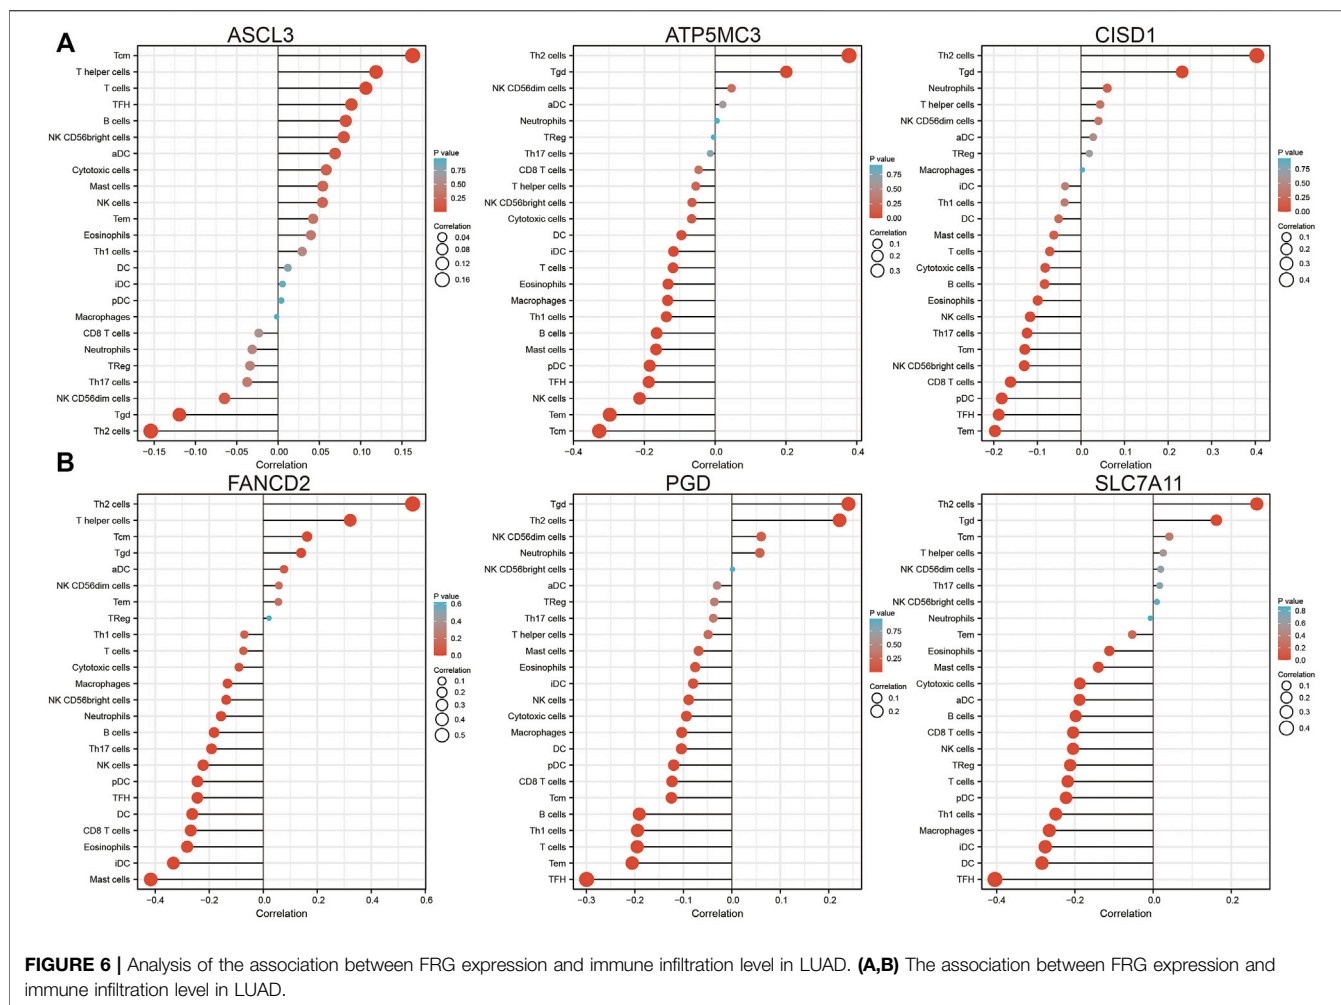 A
ASCL3
Tcm
T helper cells
T cells
TFH
B cells
NK CD56bright cells
aDC
Cytotoxic cells
Mast cells
NK cells
Tem
Eosinophils
Th1 cells
DC
iDC
pDC
Macrophages
CD8 T cells
Neutrophils
TReg
Th17 cells
NK CD56dim cells
Tgd
Th2 cells
−0.15 −0.10 −0.05 0.00 0.05 0.10 0.15
Correlation
P value
0.75
0.50
0.25
Correlation
0.04
0.08
0.12
0.16
ATP5MC3
Th2 cells
Tgd
NK CD56dim cells
aDC
Neutrophils
TReg
Th17 cells
CD8 T cells
T helper cells
NK CD56bright cells
Cytotoxic cells
DC
iDC
T cells
Eosinophils
Macrophages
Th1 cells
B cells
Mast cells
pDC
TFH
NK cells
Tem
Tcm
−0.4 −0.2 0.0 0.2 0.4
Correlation
P value
0.75
0.50
0.25
0.00
Correlation
0.1
0.2
0.3
CISD1
Th2 cells
Tgd
Neutrophils
T helper cells
NK CD56dim cells
aDC
TReg
Macrophages
iDC
Th1 cells
DC
Mast cells
T cells
Cytotoxic cells
B cells
Eosinophils
NK cells
Th17 cells
Tcm
NK CD56bright cells
CD8 T cells
pDC
TFH
Tem
−0.2 −0.1 0.0 0.1 0.2 0.3 0.4
Correlation
P value
0.75
0.50
0.25
0.00
Correlation
0.1
0.2
0.3
0.4
B
FANCD2
Th2 cells
T helper cells
Tcm
Tgd
aDC
NK CD56dim cells
Tem
TReg
Th1 cells
T cells
Cytotoxic cells
Macrophages
NK CD56bright cells
Neutrophils
B cells
Th17 cells
NK cells
pDC
TFH
DC
CD8 T cells
Eosinophils
iDC
Mast cells
−0.4 −0.2 0.0 0.2 0.4 0.6
Correlation
P value
0.6
0.4
0.2
0.0
Correlation
0.1
0.2
0.3
0.4
0.5
PGD
Tgd
Th2 cells
NK CD56dim cells
Neutrophils
NK CD56bright cells
aDC
TReg
Th17 cells
T helper cells
Mast cells
Eosinophils
iDC
NK cells
Cytotoxic cells
Macrophages
DC
pDC
CD8 T cells
Tcm
B cells
Th1 cells
T cells
Tem
TFH
−0.3 −0.2 −0.1 0.0 0.1 0.2
Correlation
P value
0.75
0.50
0.25
Correlation
0.1
0.2
SLC7A11
Th2 cells
Tgd
Tcm
T helper cells
NK CD56dim cells
Th17 cells
NK CD56bright cells
Neutrophils
Tem
Eosinophils
Mast cells
Cytotoxic cells
aDC
B cells
CD8 T cells
NK cells
TReg
T cells
pDC
Th1 cells
Macrophages
iDC
DC
TFH
−0.4 −0.2 0.0 0.2
Correlation
P value
0.8
0.6
0.4
0.2
0.0
Correlation
0.1
0.2
0.3
0.4
FIGURE 6 | Analysis of the association between FRG expression and immune infiltration level in LUAD. (A,B) The association between FRG expression and
immune infiltration level in LUAD.